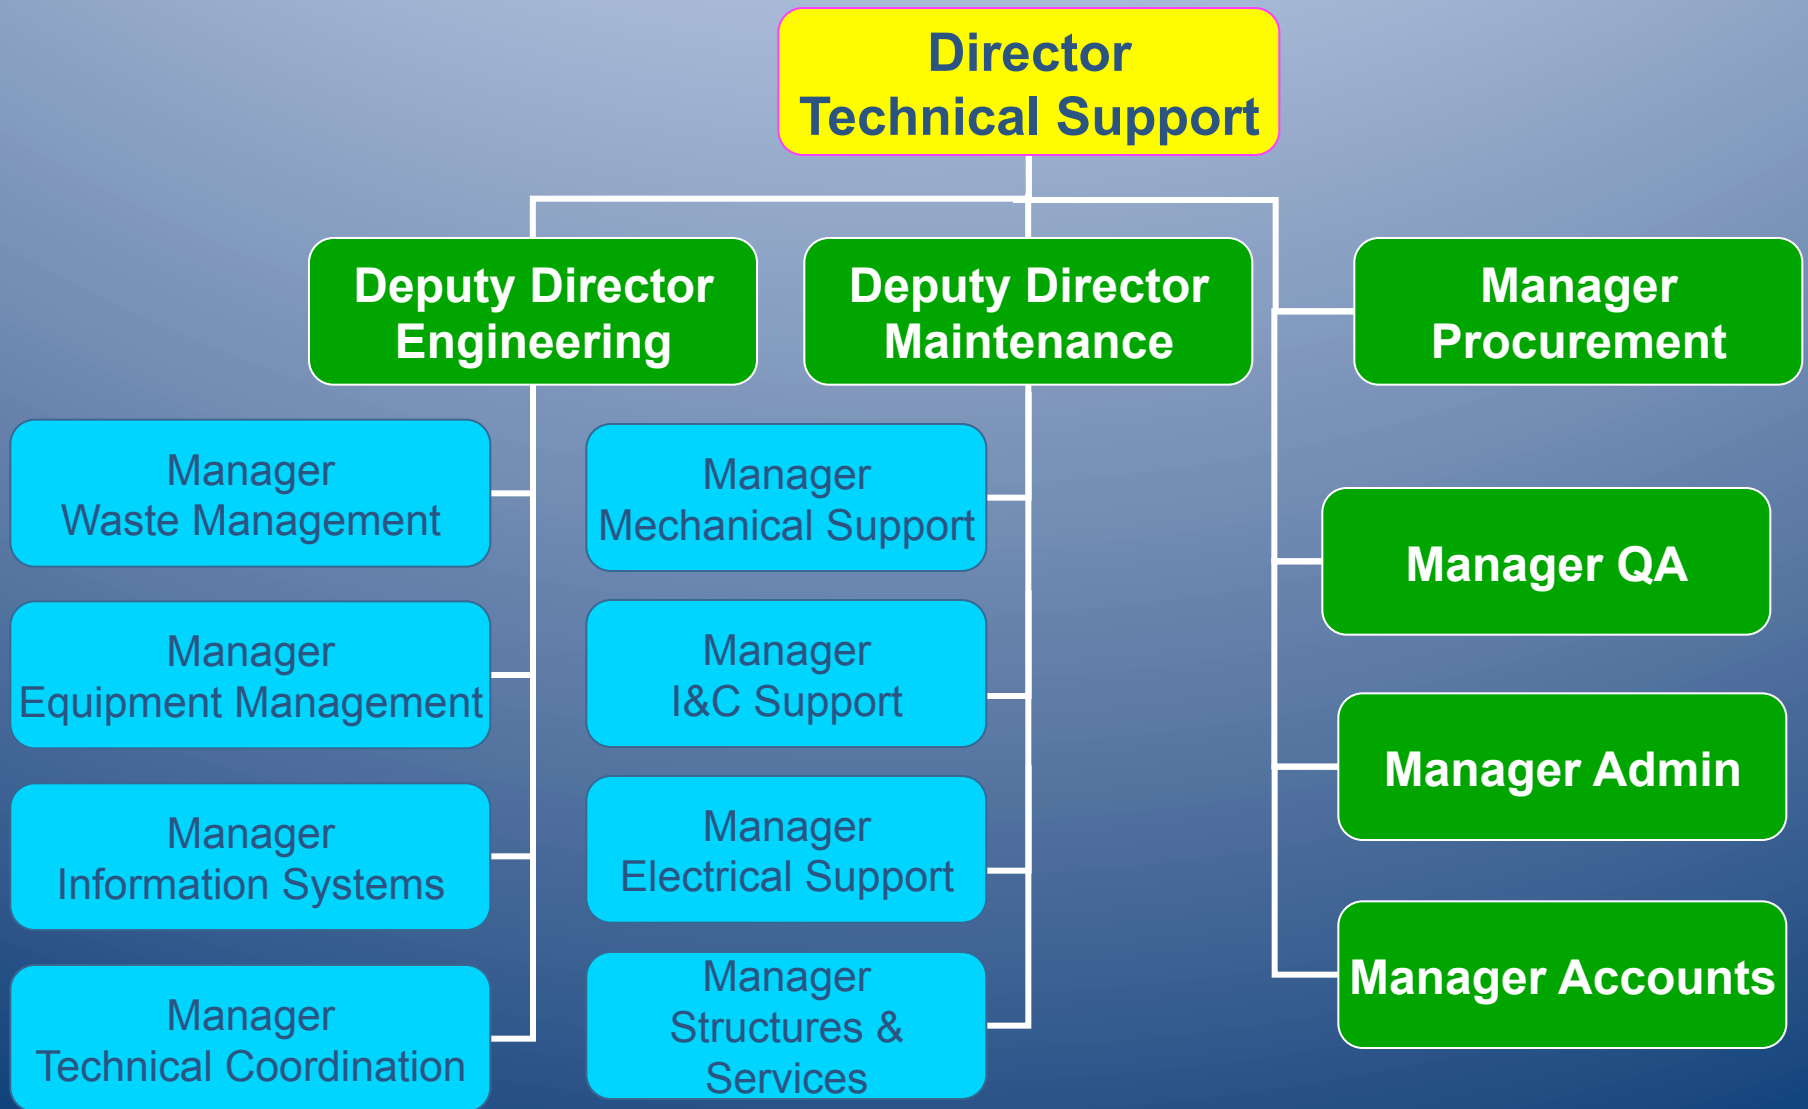 Director
Technical Support
Deputy Director
Engineering
Deputy Director
Maintenance
Manager
Procurement
Manager
Waste Management
Manager
Equipment Management
Manager
Information Systems
Manager
Technical Coordination
Manager
Mechanical Support
Manager
I&C Support
Manager
Electrical Support
Manager
Structures &
Services
Manager QA
Manager Admin
Manager Accounts